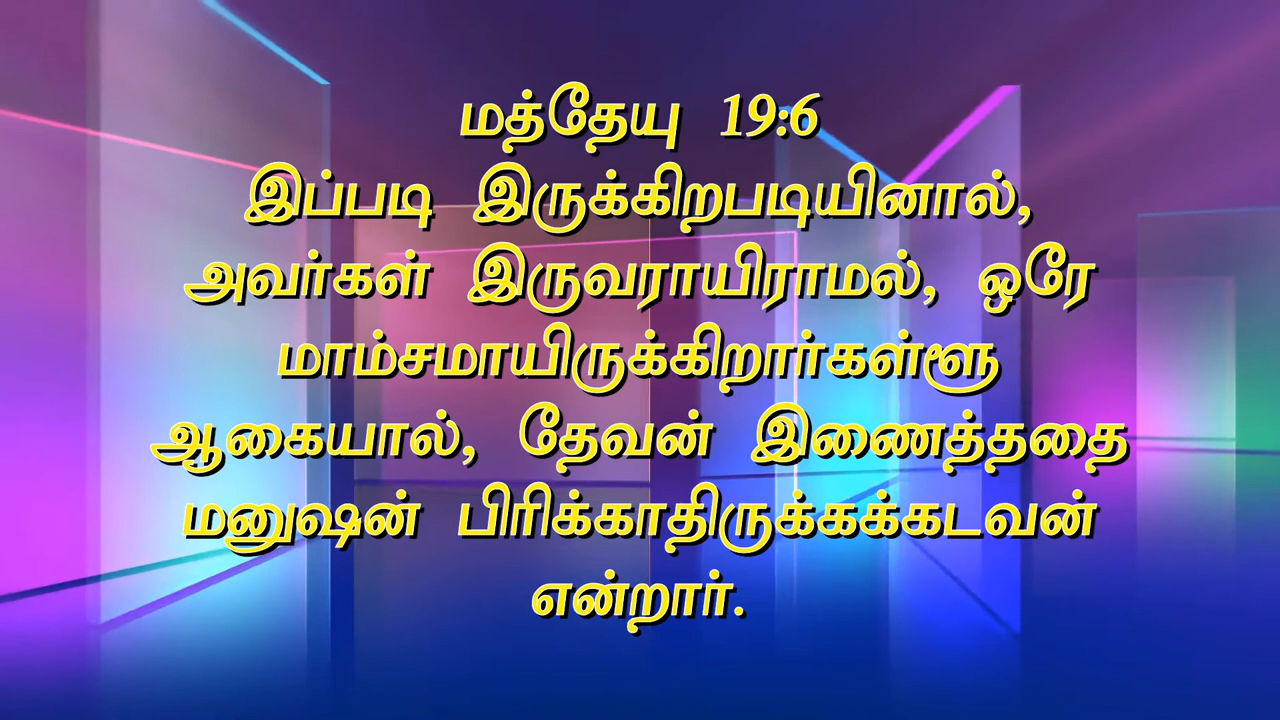 மத்தேயு 19:6
இப்படி இருக்கிறபடியினால்,
அவர்கள் இருவராயிராமல், ஒரே
மாம்சமாயிருக்கிறார்கள்ளூ
ஆகையால், தேவன் இணைத்ததை
மனுஷன் பிரிக்காதிருக்கக்கடவன்
என்றார்.